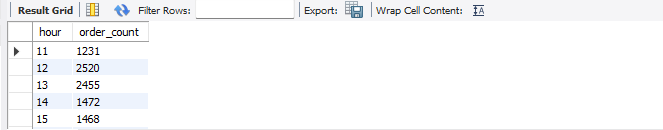 Result Grid Filter Rows: Export: Wrap Cell Content: IA
hour order_count
11 1231
12 2520
13 2455
14 1472
15 1468